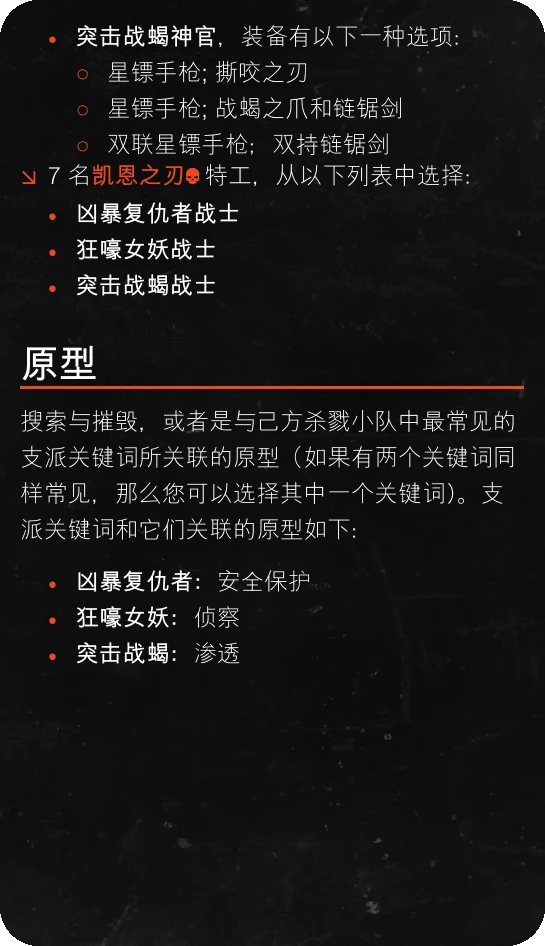 • 突击战蝎神官，装备有以下一种选项:
○ 星镖手枪; 撕咬之刃
○ 星镖手枪; 战蝎之爪和链锯剑
○ 双联星镖手枪；双持链锯剑
↘ 7 名凯恩之刃💀特工，从以下列表中选择:
• 凶暴复仇者战士
• 狂嚎女妖战士
• 突击战蝎战士
原型
搜索与摧毁，或者是与己方杀戮小队中最常见的
支派关键词所关联的原型（如果有两个关键词同
样常见，那么您可以选择其中一个关键词)。支
派关键词和它们关联的原型如下:
• 凶暴复仇者：安全保护
• 狂嚎女妖：侦察
• 突击战蝎：渗透